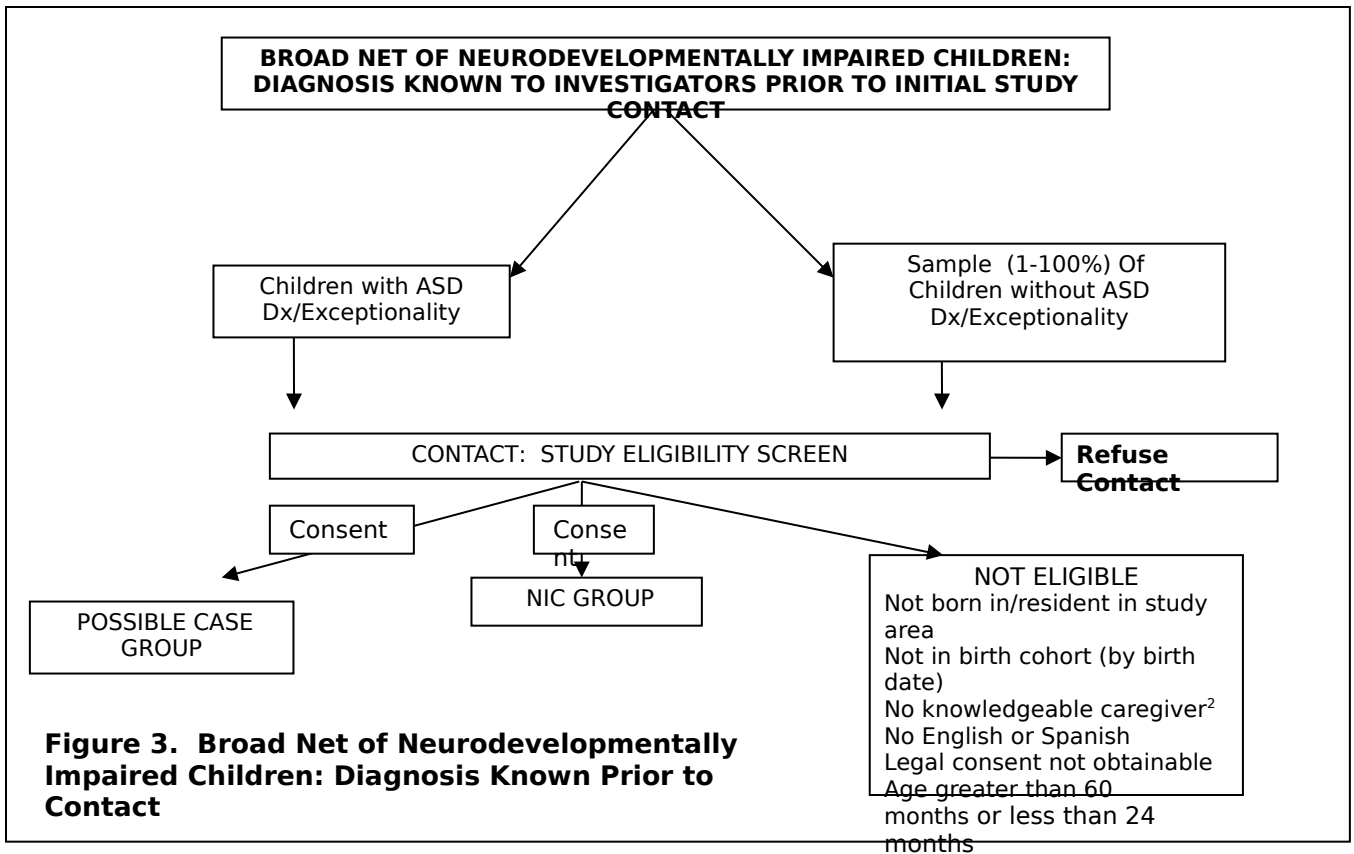 BROAD NET OF NEURODEVELOPMENTALLY IMPAIRED CHILDREN:
DIAGNOSIS KNOWN TO INVESTIGATORS PRIOR TO INITIAL STUDY
CONTACT
Children with ASD
Dx/Exceptionality
Sample (1-100%) Of
Children without ASD
Dx/Exceptionality
CONTACT: STUDY ELIGIBILITY SCREEN
Refuse
Contact
Consent
Conse
nt
POSSIBLE CASE
GROUP
NIC GROUP
NOT ELIGIBLE
Not born in/resident in study
area
Not in birth cohort (by birth
date)
No knowledgeable caregiver²
No English or Spanish
Legal consent not obtainable
Age greater than 60
months or less than 24
months
Figure 3. Broad Net of Neurodevelopmentally
Impaired Children: Diagnosis Known Prior to
Contact